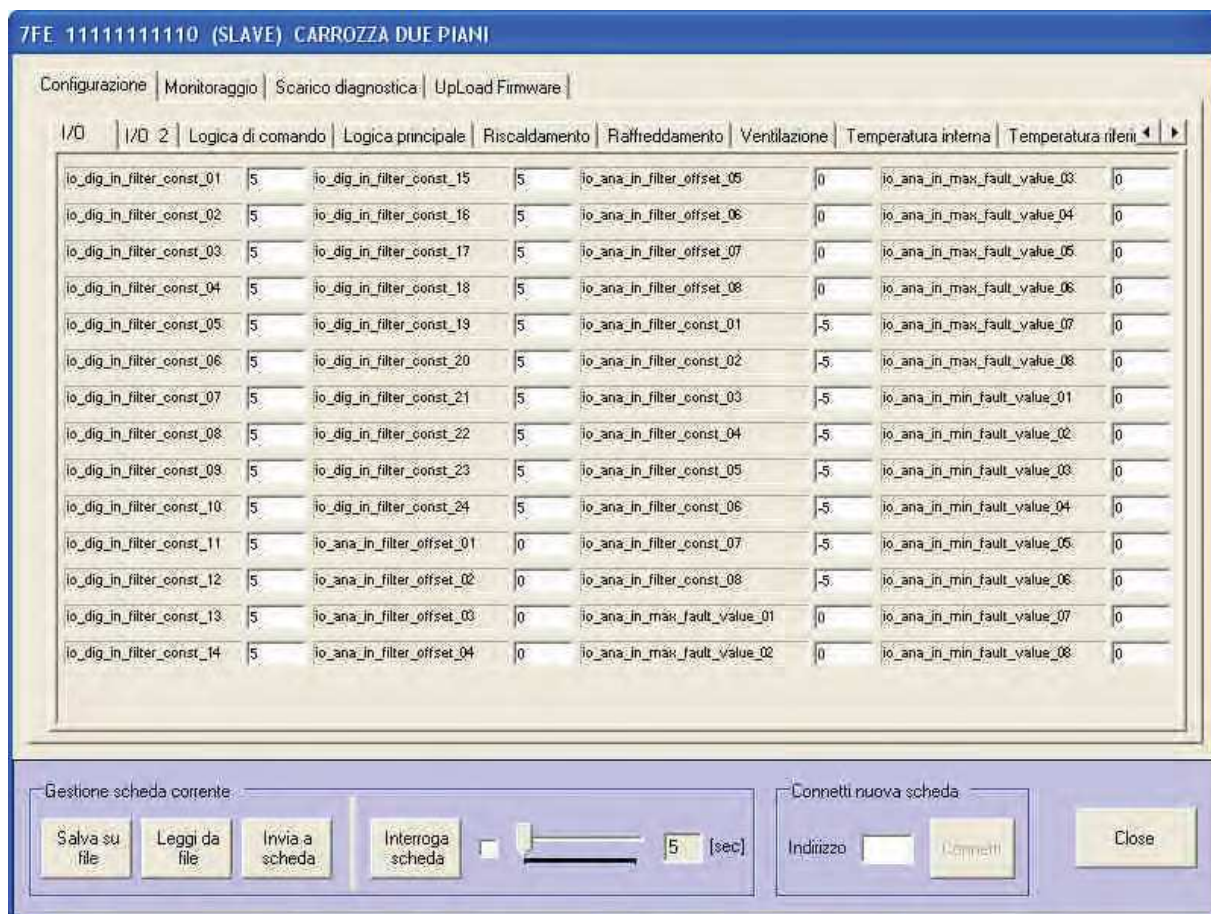 7FE 11111111110 (SLAVE) CARROZZA DUE PIANI
Configurazione Monitoraggio Scarico diagnostica UpLoad Firmware
I/O I/O 2 Logica di comando Logica principale Riscaldamento Raffreddamento Ventilazione Temperatura interna Temperatura riferi
io_dig_in_filter_const_01 5 io_dig_in_filter_const_15 5 io_ana_in_filter_offset_05 0 io_ana_in_max_fault_value_03 0
io_dig_in_filter_const_02 5 io_dig_in_filter_const_16 5 io_ana_in_filter_offset_06 0 io_ana_in_max_fault_value_04 0
io_dig_in_filter_const_03 5 io_dig_in_filter_const_17 5 io_ana_in_filter_offset_07 0 io_ana_in_max_fault_value_05 0
io_dig_in_filter_const_04 5 io_dig_in_filter_const_18 5 io_ana_in_filter_offset_08 0 io_ana_in_max_fault_value_06 0
io_dig_in_filter_const_05 5 io_dig_in_filter_const_19 5 io_ana_in_filter_const_01 -5 io_ana_in_max_fault_value_07 0
io_dig_in_filter_const_06 5 io_dig_in_filter_const_20 5 io_ana_in_filter_const_02 -5 io_ana_in_max_fault_value_08 0
io_dig_in_filter_const_07 5 io_dig_in_filter_const_21 5 io_ana_in_filter_const_03 -5 io_ana_in_min_fault_value_01 0
io_dig_in_filter_const_08 5 io_dig_in_filter_const_22 5 io_ana_in_filter_const_04 -5 io_ana_in_min_fault_value_02 0
io_dig_in_filter_const_09 5 io_dig_in_filter_const_23 5 io_ana_in_filter_const_05 -5 io_ana_in_min_fault_value_03 0
io_dig_in_filter_const_10 5 io_dig_in_filter_const_24 5 io_ana_in_filter_const_06 -5 io_ana_in_min_fault_value_04 0
io_dig_in_filter_const_11 5 io_ana_in_filter_offset_01 0 io_ana_in_filter_const_07 -5 io_ana_in_min_fault_value_05 0
io_dig_in_filter_const_12 5 io_ana_in_filter_offset_02 0 io_ana_in_filter_const_08 -5 io_ana_in_min_fault_value_06 0
io_dig_in_filter_const_13 5 io_ana_in_filter_offset_03 0 io_ana_in_max_fault_value_01 0 io_ana_in_min_fault_value_07 0
io_dig_in_filter_const_14 5 io_ana_in_filter_offset_04 0 io_ana_in_max_fault_value_02 0 io_ana_in_min_fault_value_08 0
Gestione scheda corrente
Salva su file
Leggi da file
Invia a scheda
Interroga scheda
5 [sec]
Connetti nuova scheda
Indirizzo
Connetti
Close